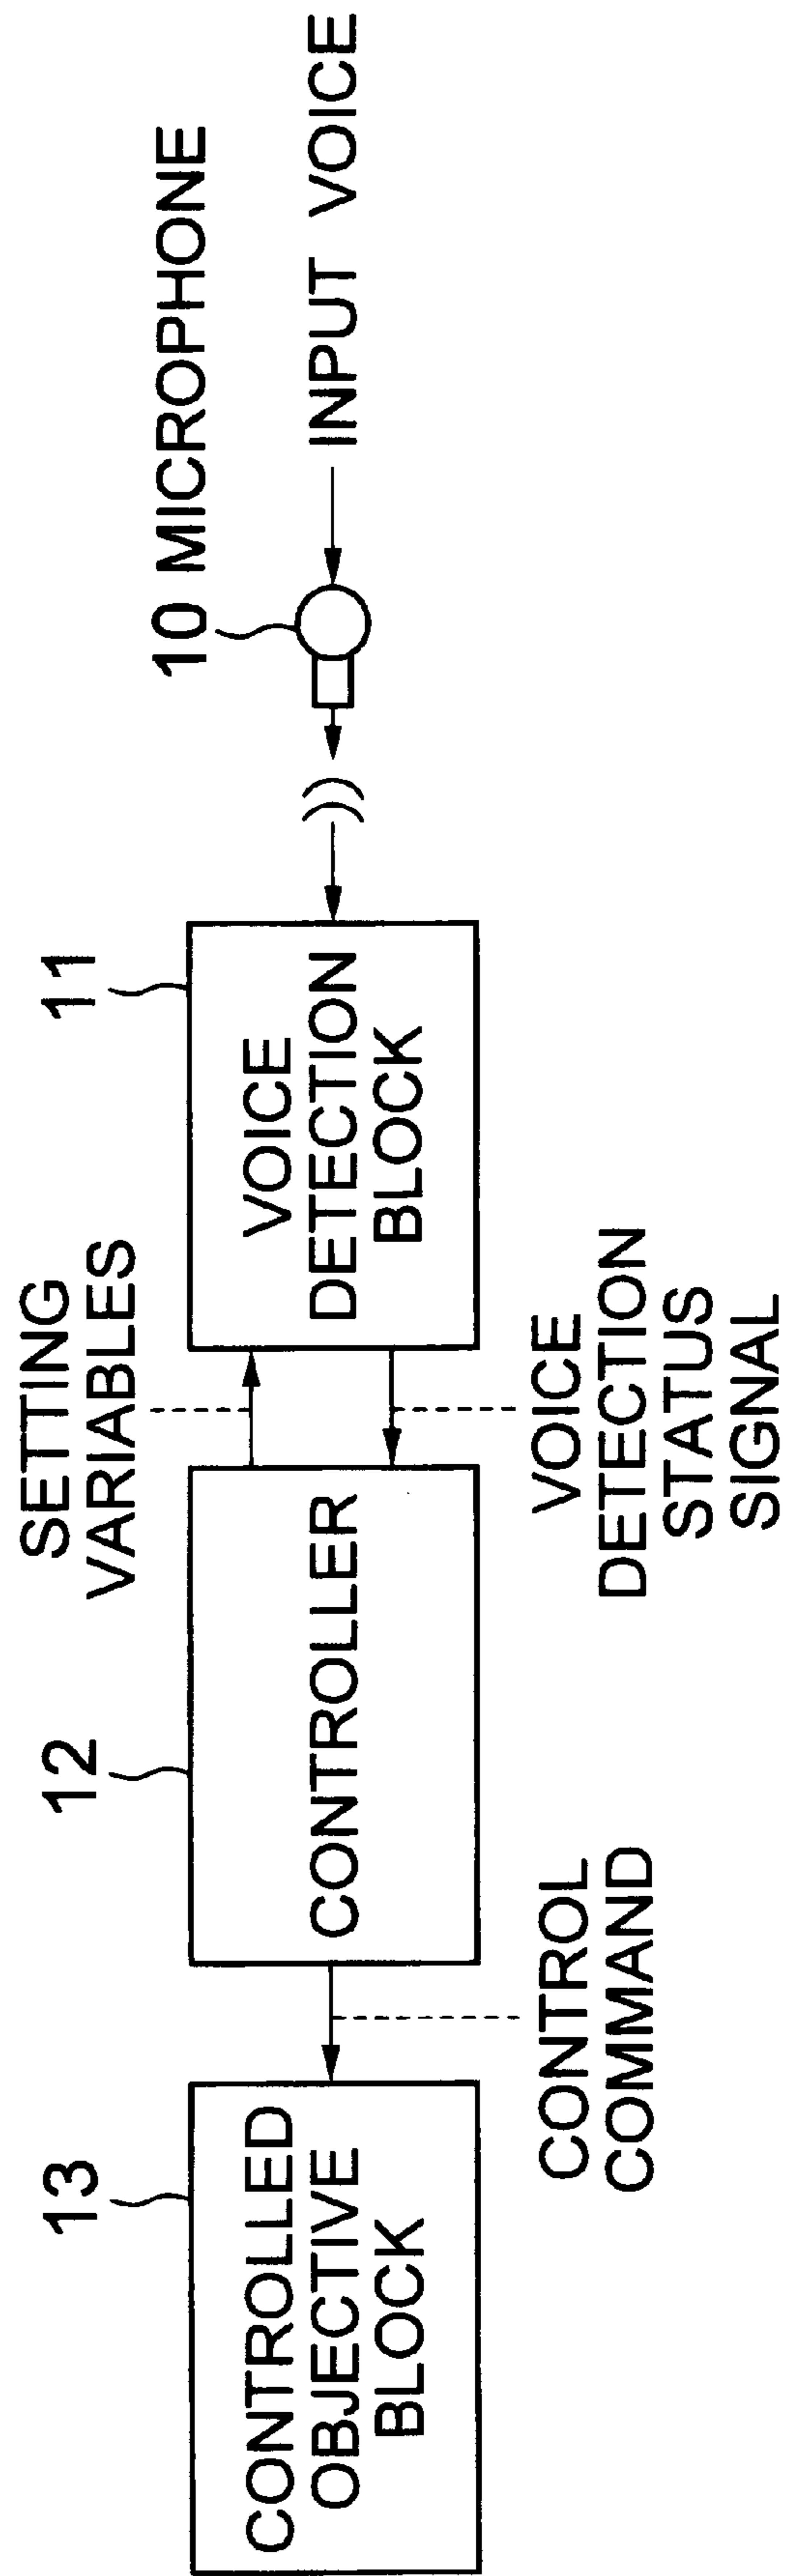 13
CONTROLLED
OBJECTIVE
BLOCK
CONTROL
COMMAND
12
CONTROLLER
SETTING
VARIABLES
VOICE
DETECTION
STATUS
SIGNAL
11
VOICE
DETECTION
BLOCK
10 MICROPHONE
INPUT VOICE